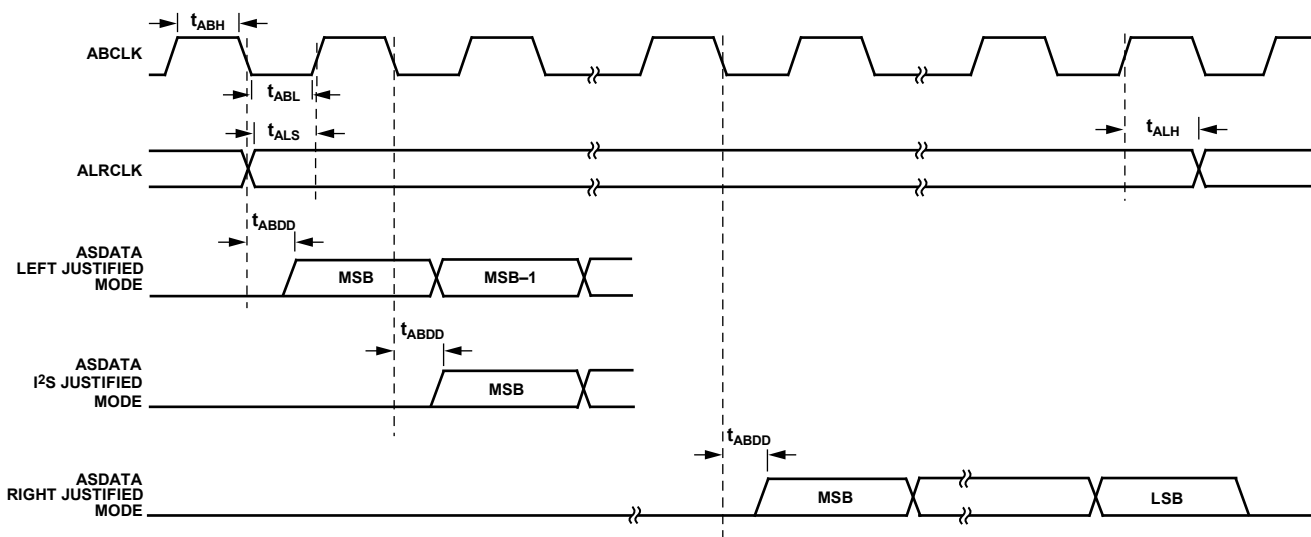 tABH
ABCLK
tABL
tALS
tALH
ALRCLK
tABDD
ASDATA
LEFT JUSTIFIED
MODE
MSB
MSB–1
tABDD
ASDATA
I²S JUSTIFIED
MODE
MSB
tABDD
ASDATA
RIGHT JUSTIFIED
MODE
MSB
LSB